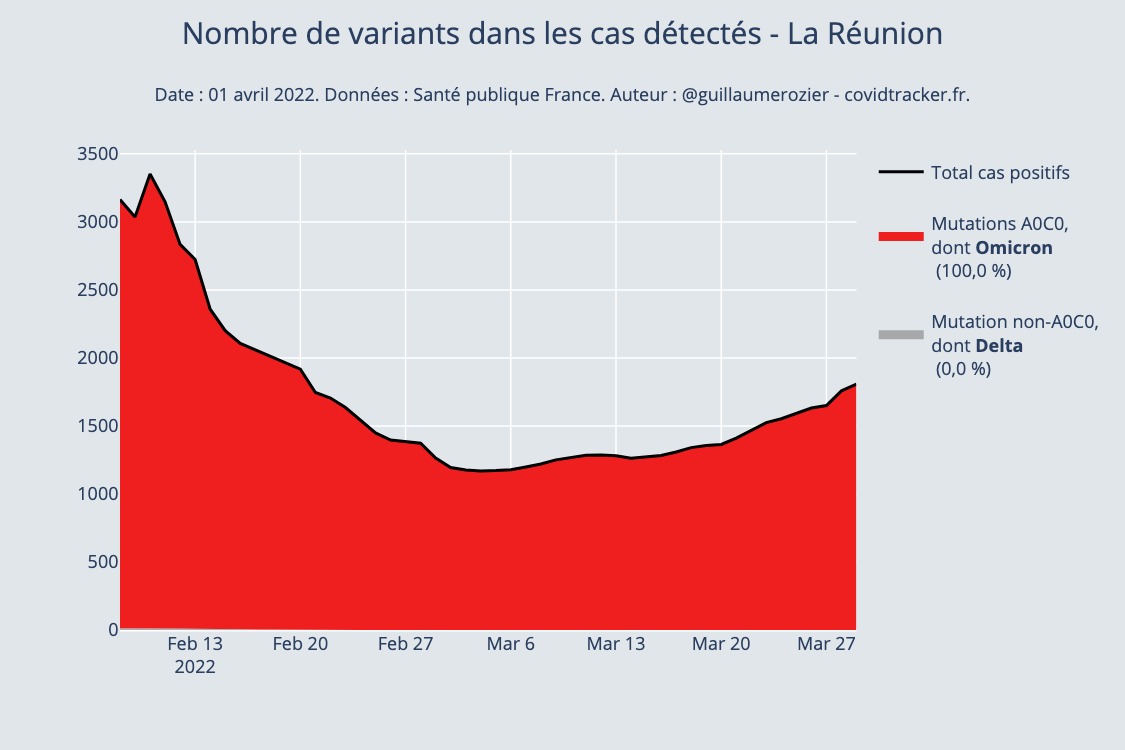 Nombre de variants dans les cas détectés - La Réunion
Date : 01 avril 2022. Données : Santé publique France. Auteur : @guillaumerozier - covidtracker.fr.
3500
3000
2500
2000
1500
1000
500
0
Feb 13
2022
Feb 20
Feb 27
Mar 6
Mar 13
Mar 20
Mar 27
Total cas positifs
Mutations A0C0,
dont Omicron
(100,0 %)
Mutation non-A0C0,
dont Delta
(0,0 %)